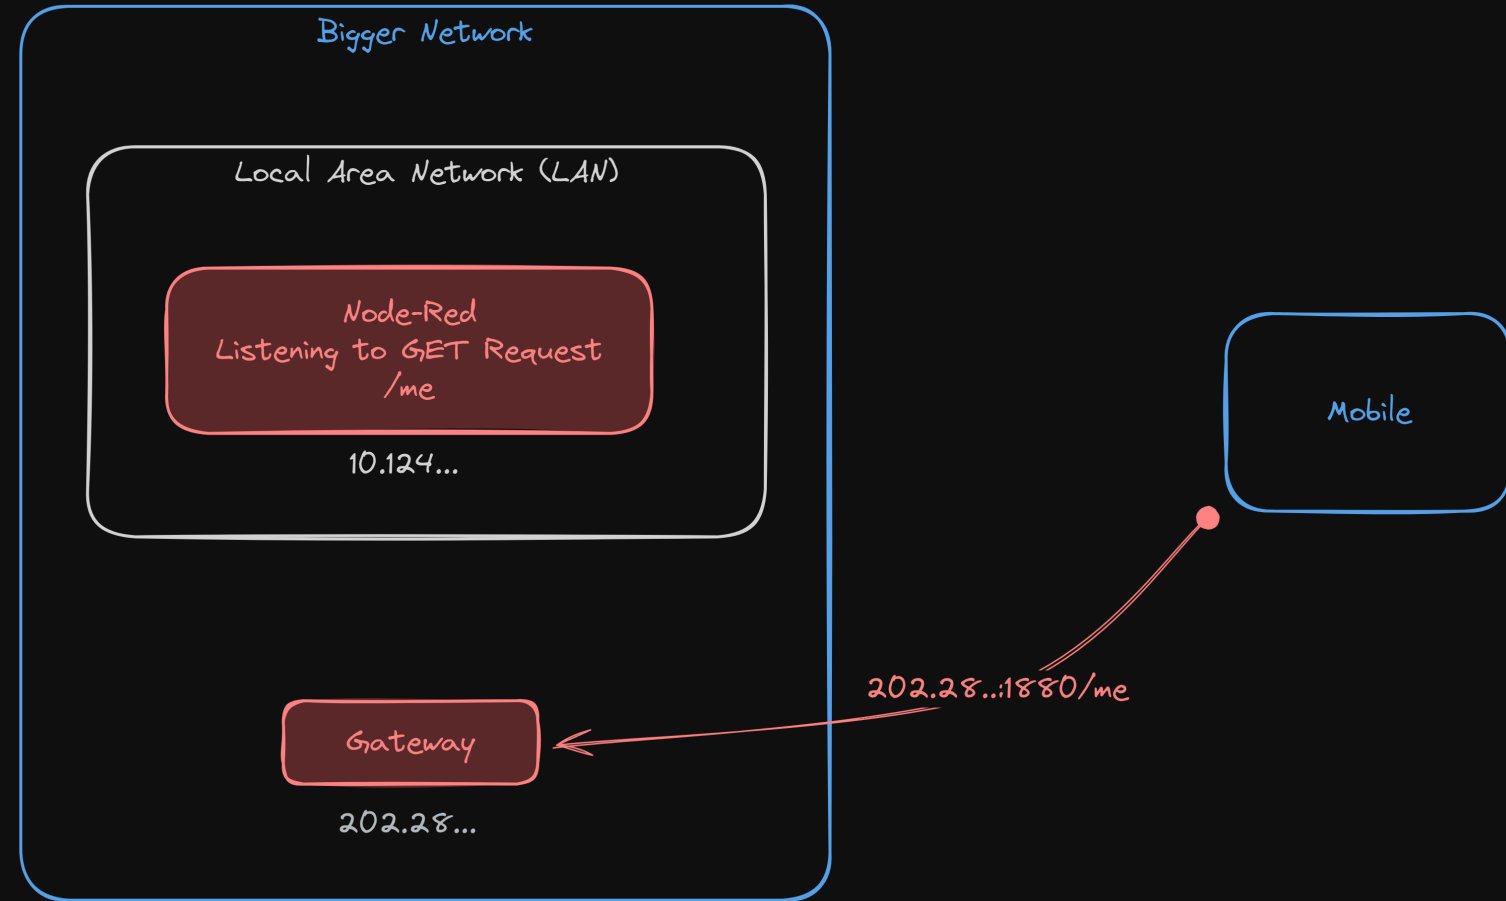 Bigger Network
Local Area Network (LAN)
Node-Red
Listening to GET Request
/me
10.124...
Mobile
202.28..:1880/me
Gateway
202.28...